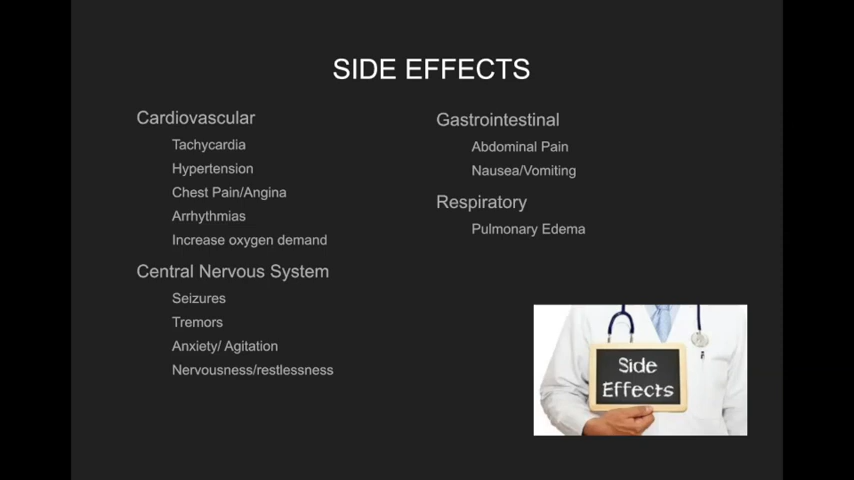 SIDE EFFECTS
Cardiovascular
Tachycardia
Hypertension
Chest Pain/Angina
Arrhythmias
Increase oxygen demand
Central Nervous System
Seizures
Tremors
Anxiety/ Agitation
Nervousness/restlessness
Gastrointestinal
Abdominal Pain
Nausea/Vomiting
Respiratory
Pulmonary Edema
Side
Effects